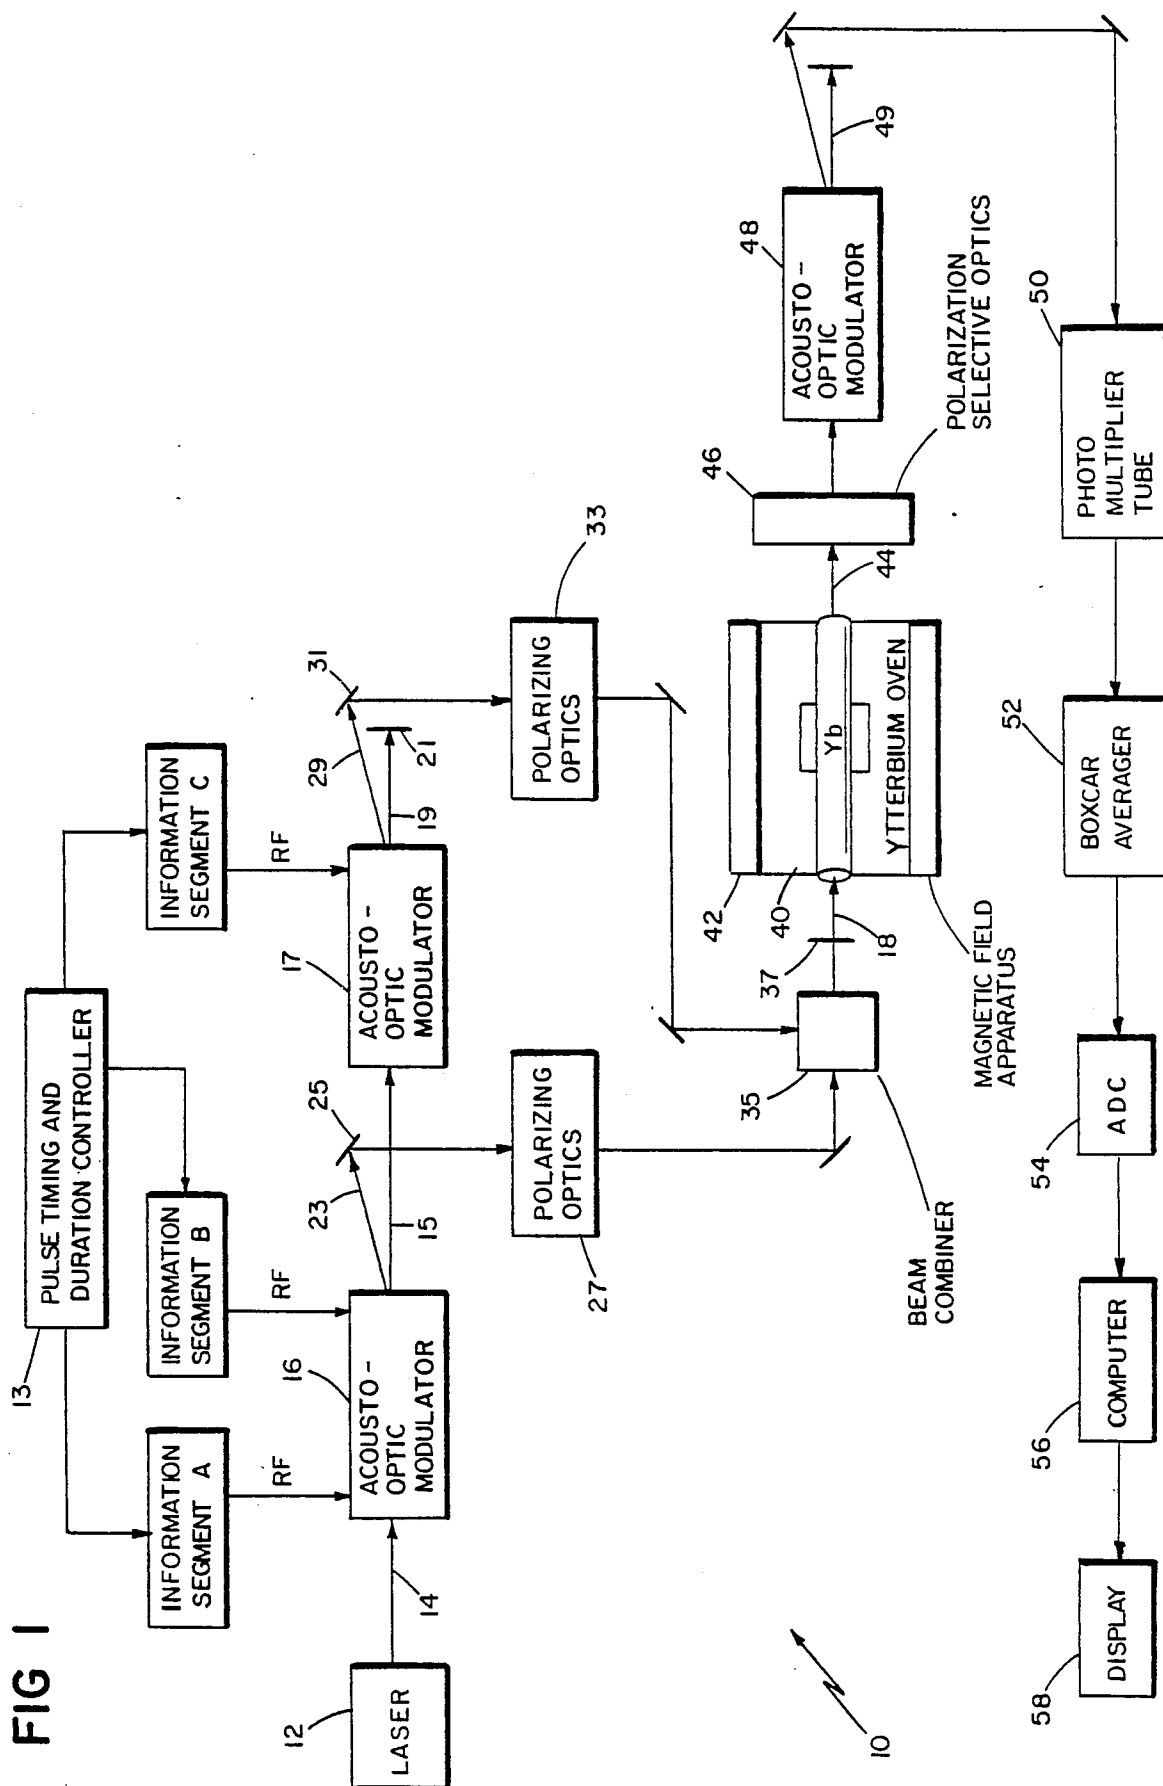 FIG 1
13
PULSE TIMING AND
DURATION CONTROLLER
INFORMATION
SEGMENT A
INFORMATION
SEGMENT B
INFORMATION
SEGMENT C
RF
RF
RF
12
LASER
14
16
ACOUSTO-
OPTIC
MODULATOR
23
15
25
17
ACOUSTO-
OPTIC
MODULATOR
29
19
21
31
27
POLARIZING
OPTICS
POLARIZING
OPTICS
33
35
BEAM
COMBINER
37
18
42
40
Yb
YTTERBIUM OVEN
MAGNETIC FIELD
APPARATUS
44
46
POLARIZATION
SELECTIVE OPTICS
48
ACOUSTO-
OPTIC
MODULATOR
49
10
58
DISPLAY
56
COMPUTER
54
ADC
52
BOXCAR
AVERAGER
50
PHOTO
MULTIPLIER
TUBE